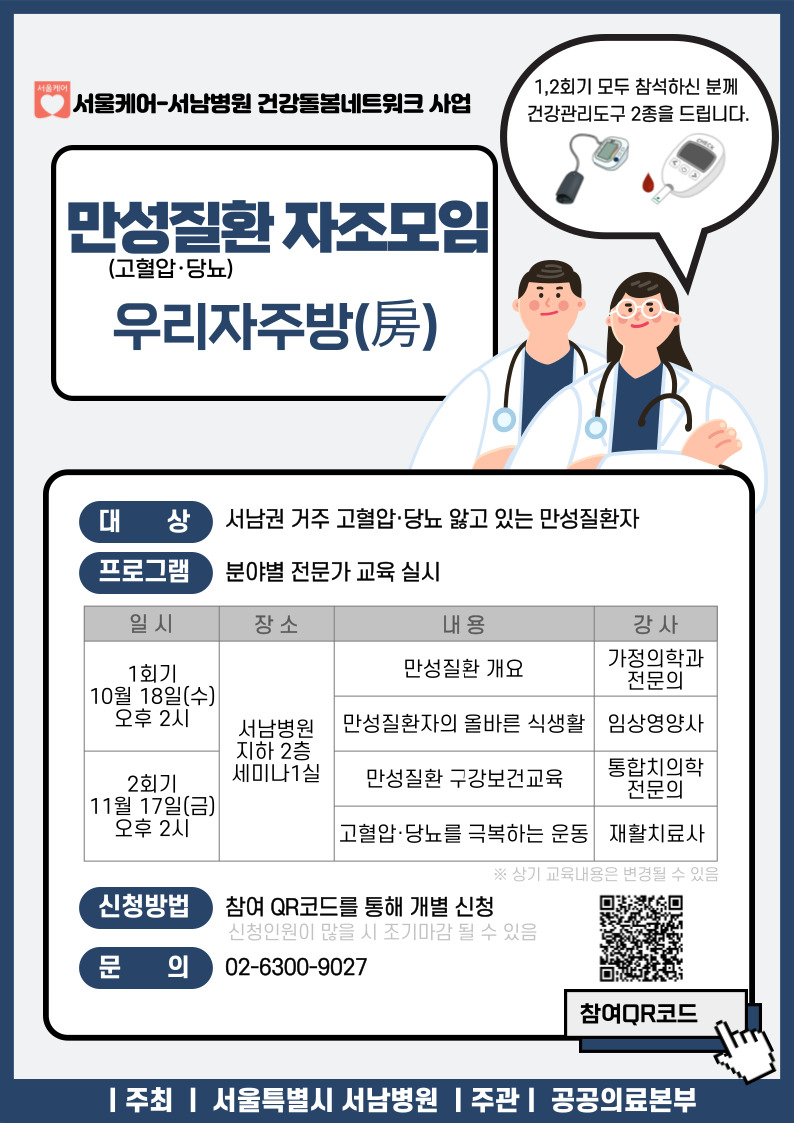 서울케어
서울케어-서남병원 건강돌봄네트워크 사업
1,2회기 모두 참석하신 분께
건강관리도구 2종을 드립니다.
만성질환 자조모임
(고혈압·당뇨)
우리자주방(房)
대 상 서남권 거주 고혈압·당뇨 앓고 있는 만성질환자
프로그램 분야별 전문가 교육 실시
일 시 장 소 내 용 강 사
1회기
10월 18일(수)
오후 2시
서남병원
지하 2층
세미나1실
만성질환 개요
가정의학과
전문의
만성질환자의 올바른 식생활 임상영양사
2회기
11월 17일(금)
오후 2시
만성질환 구강보건교육
통합치의학
전문의
고혈압·당뇨를 극복하는 운동 재활치료사
※ 상기 교육내용은 변경될 수 있음
신청방법 참여 QR코드를 통해 개별 신청
신청인원이 많을 시 조기마감 될 수 있음
문 의 02-6300-9027
참여QR코드
| 주최 | 서울특별시 서남병원 | 주관 | 공공의료본부